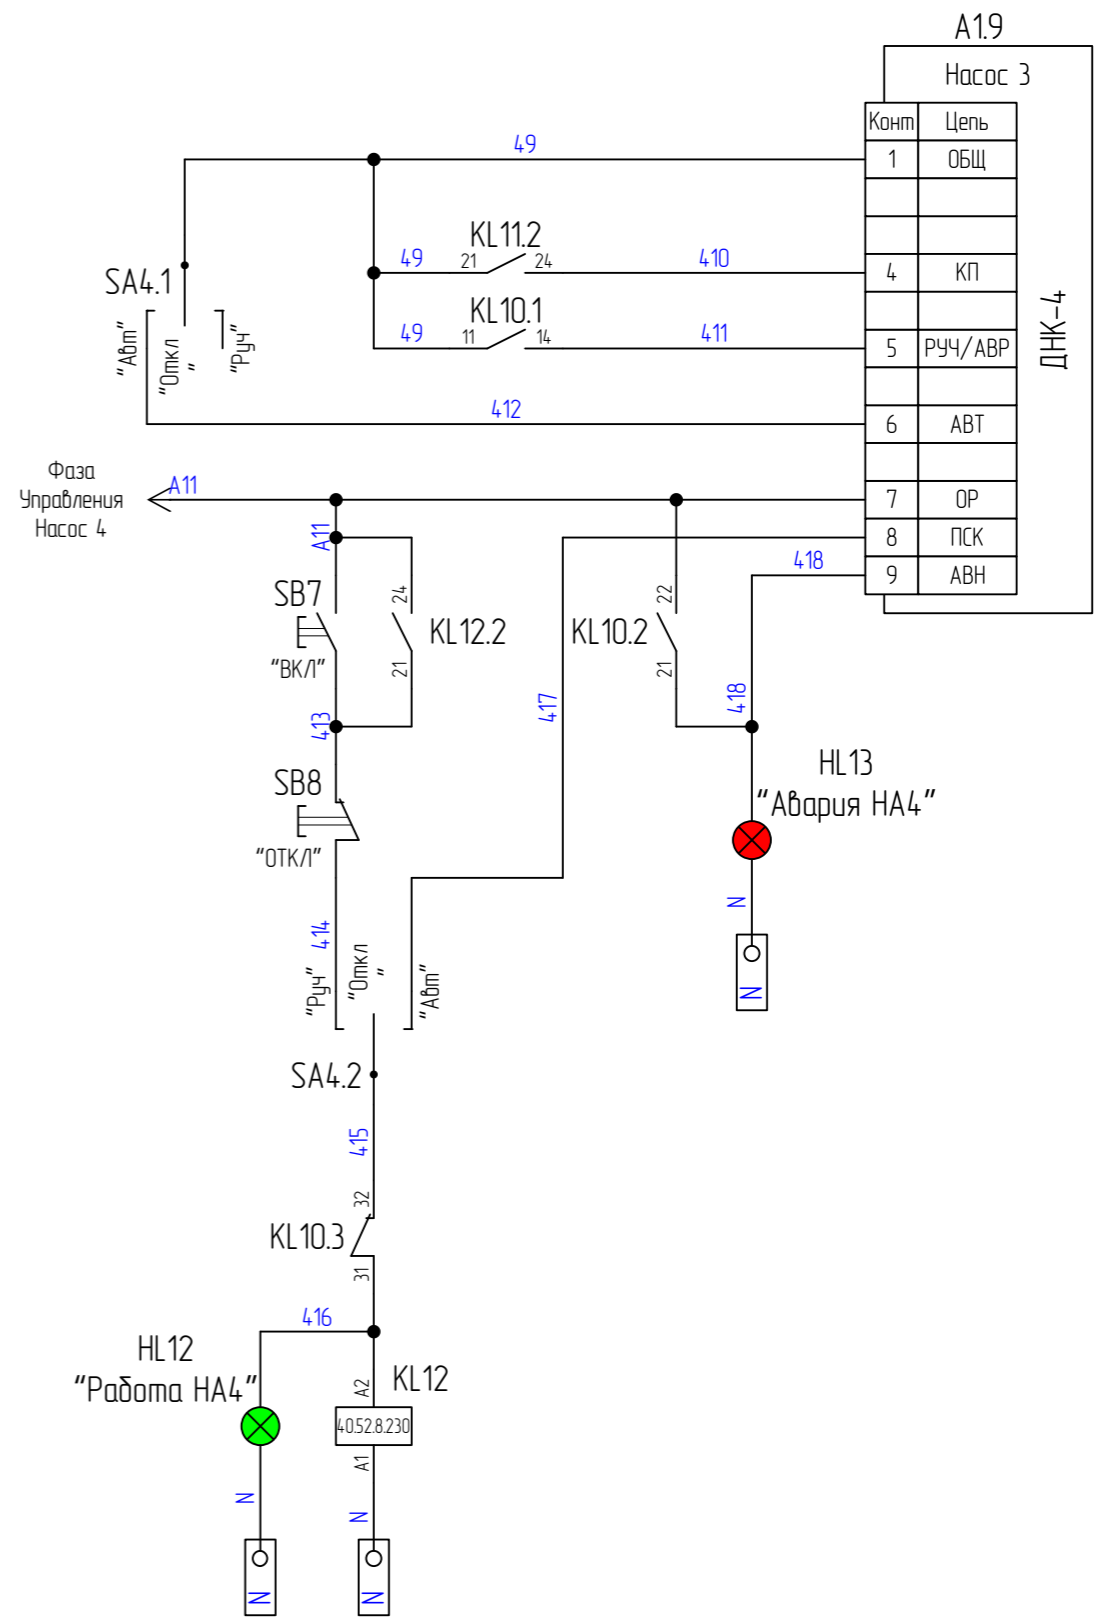 А1.9
Насос 3
Конт Цепь
49
1 ОБЩ
KL11.2
49 21 24 410
4 КП
SA4.1
KL10.1
49 11 14 411
5 РУЧ/АВР
ДНК-4
"Авт"
"Откл"
"Руч"
412
6 АВТ
Фаза
Управления
Насос 4
А11
7 ОР
А11
8 ПСК
418
9 АВН
SB7
24
22
KL12.2
KL10.2
"ВКЛ"
21
21
413
417
418
SB8
HL13
"Авария НА4"
"ОТКЛ"
N
414
"Руч"
"Откл"
"Авт"
N
SA4.2
415
32
KL10.3
31
416
HL12
"Работа НА4"
A2
KL12
40.52.8.230
A1
N
N
N
N